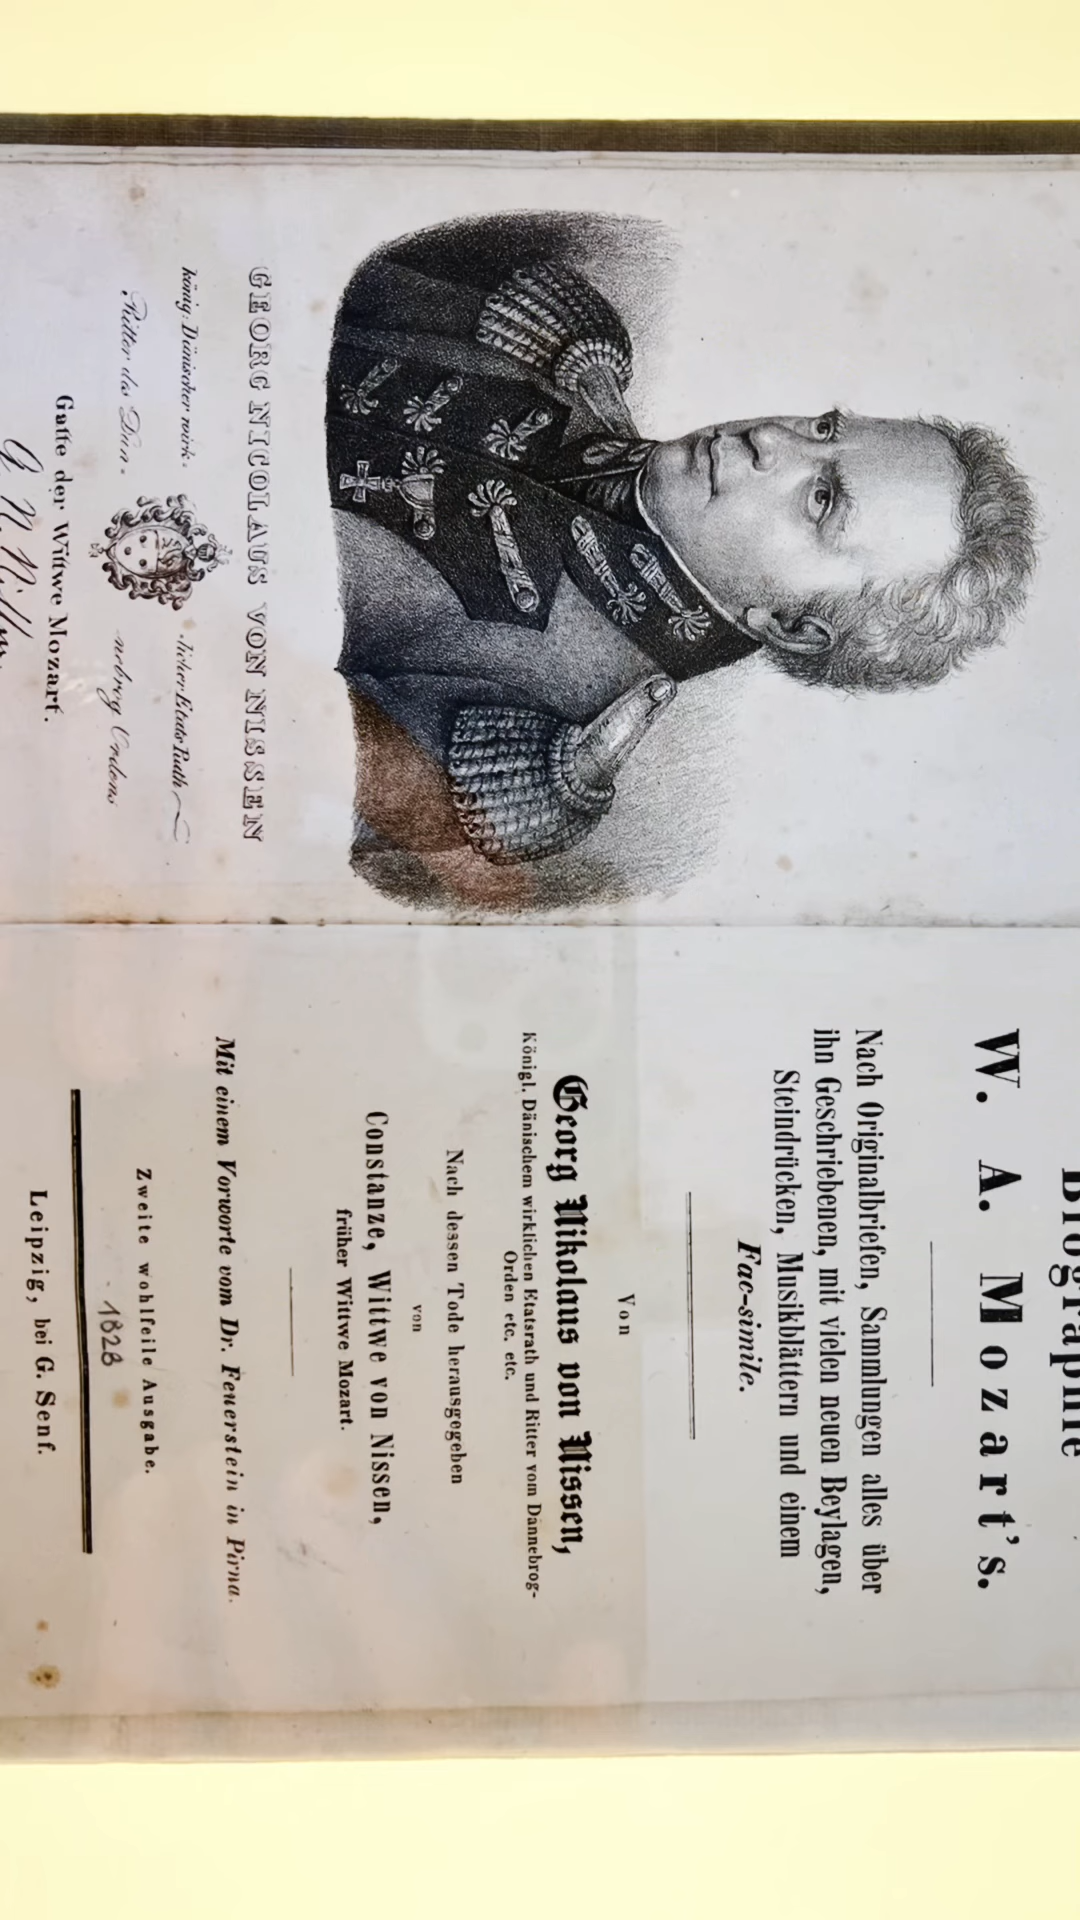 GEORG NICOLAUS VON NISSEN
könig: Dänischer wirk. Etats Rath
Ritter des Dan. nebrog Ordens
Gatte der Wittwe Mozart.
Biographie
W. A. Mozart's.
Nach Originalbriefen, Sammlungen alles über
ihn Geschriebenen, mit vielen neuen Beylagen,
Steindrücken, Musikblättern und einem
Fac-simile.
Von
Georg Nikolaus von Nissen,
Königl. Dänischem wirklichen Etatsrath und Ritter vom Dannebrog-
Orden etc. etc.
Nach dessen Tode herausgegeben
von
Constanze, Wittwe von Nissen,
früher Wittwe Mozart.
Mit einem Vorworte vom Dr. Feuerstein in Pirna.
Zweite wohlfeile Ausgabe.
1828
Leipzig, bei G. Senf.